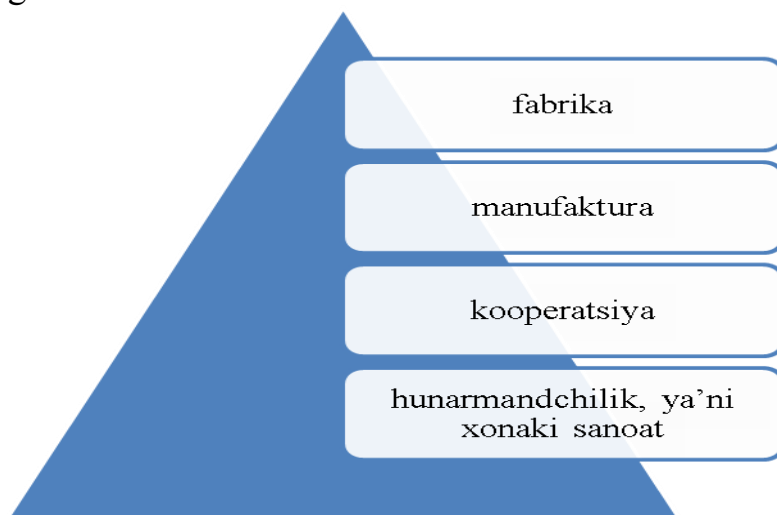 fabrika
manufaktura
kooperatsiya
hunarmandchilik, ya’ni
xonaki sanoat